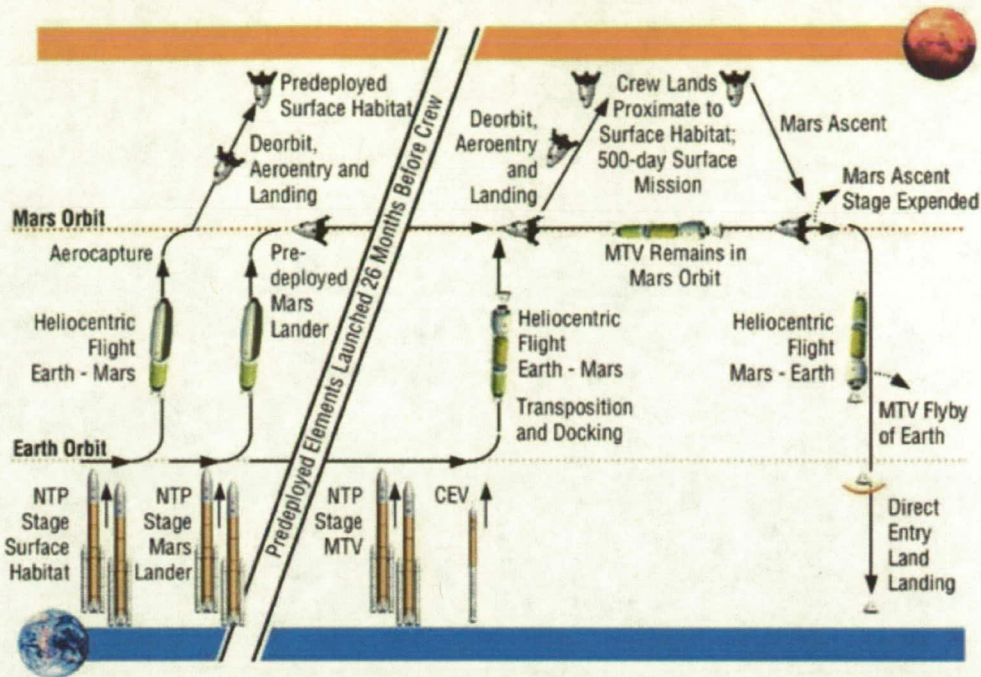 Predeployed
Surface Habitat
Deorbit,
Aeroentry and
Landing
Mars Orbit
Aerocapture
Pre-
deployed
Mars
Lander
Heliocentric
Flight
Earth - Mars
Earth Orbit
NTP
Stage
Surface
Habitat
NTP
Stage
Mars
Lander
Predeployed Elements Launched 26 Months Before Crew
Deorbit,
Aeroentry
and
Landing
Crew Lands
Proximate to
Surface Habitat;
500-day Surface
Mission
Mars Ascent
Mars Ascent
Stage Expended
MTV Remains in
Mars Orbit
Heliocentric
Flight
Earth - Mars
Transposition
and Docking
NTP
Stage
MTV
CEV
Heliocentric
Flight
Mars - Earth
MTV Flyby
of Earth
Direct
Entry
Land
Landing